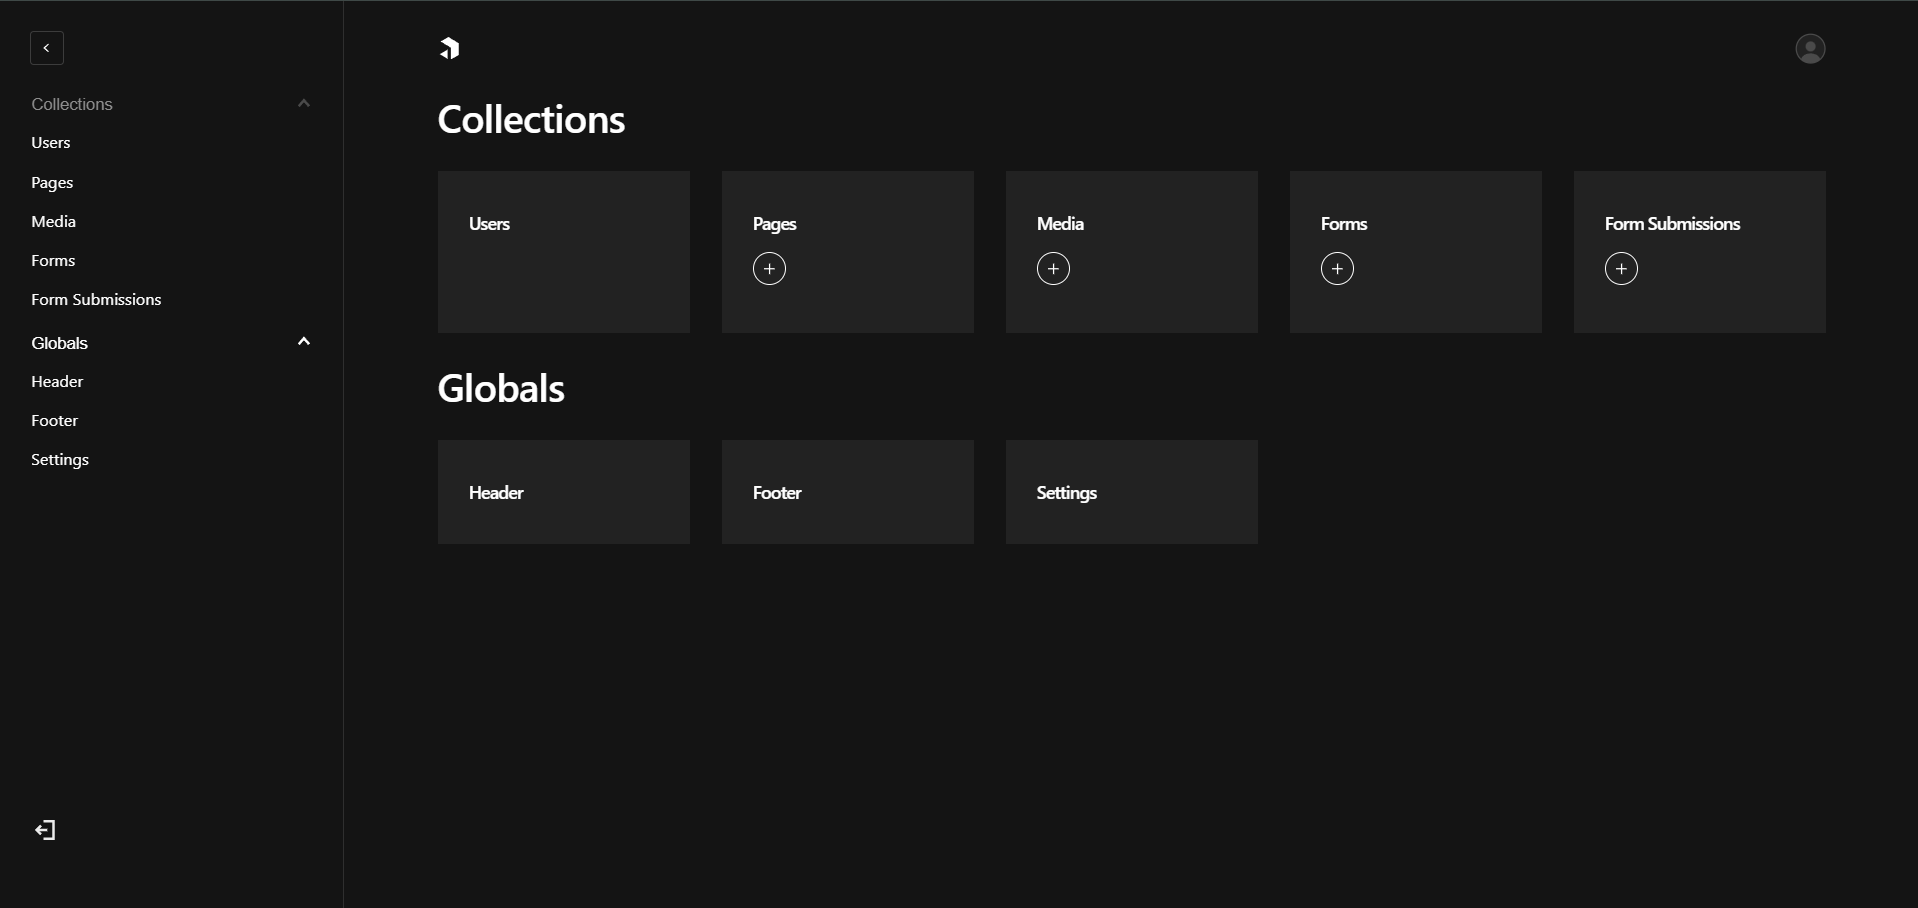 Collections
Users
Pages
Media
Forms
Form Submissions
Globals
Header
Footer
Settings
Collections
Users
Pages
Media
Forms
Form Submissions
Globals
Header
Footer
Settings